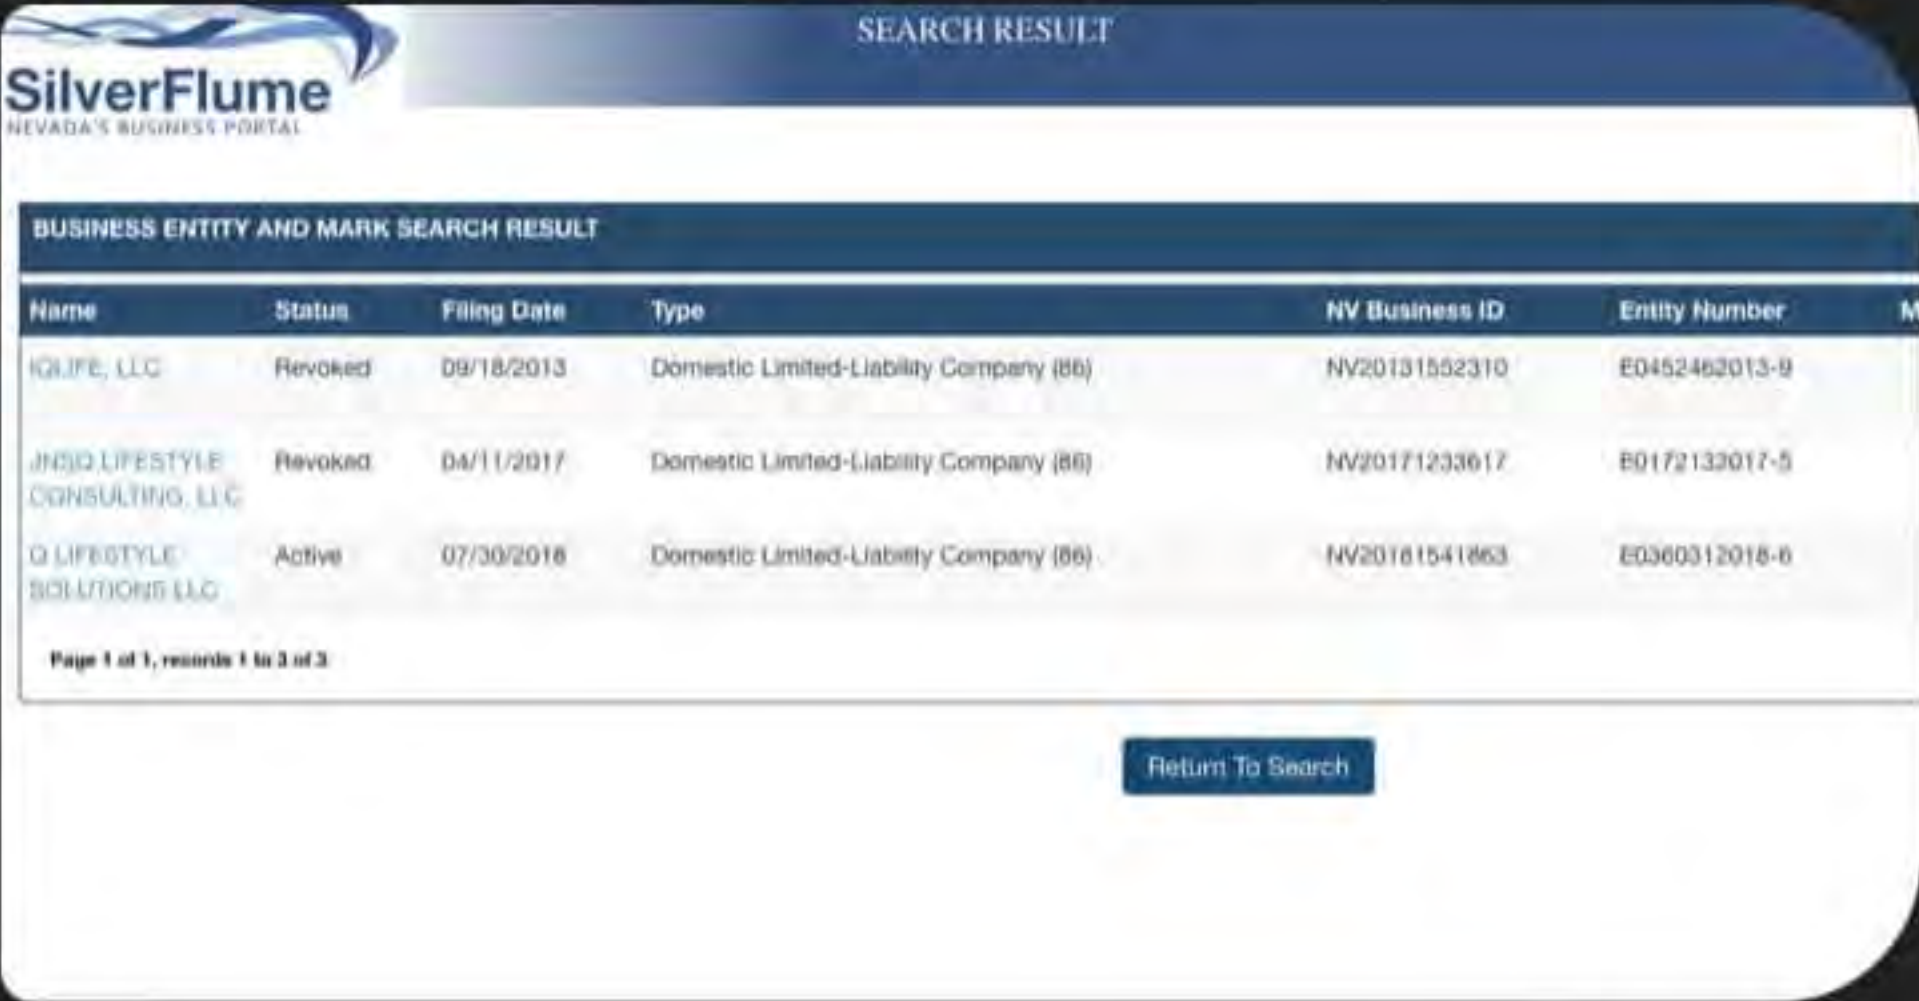 SEARCH RESULT
SilverFlume
NEVADA'S BUSINESS PORTAL
BUSINESS ENTITY AND MARK SEARCH RESULT
Name Status Filing Date Type NV Business ID Entity Number M
IQLIFE, LLC Revoked 09/18/2013 Domestic Limited-Liability Company (86) NV20131552310 E0452462013-9
JNSQ LIFESTYLE Revoked 04/11/2017 Domestic Limited-Liability Company (86) NV20171233617 E0172132017-5
CONSULTING, LLC
Q LIFESTYLE Active 07/30/2018 Domestic Limited-Liability Company (86) NV20181541863 E0360312018-6
SOLUTIONS LLC
Page 1 of 1, records 1 to 3 of 3
Return To Search